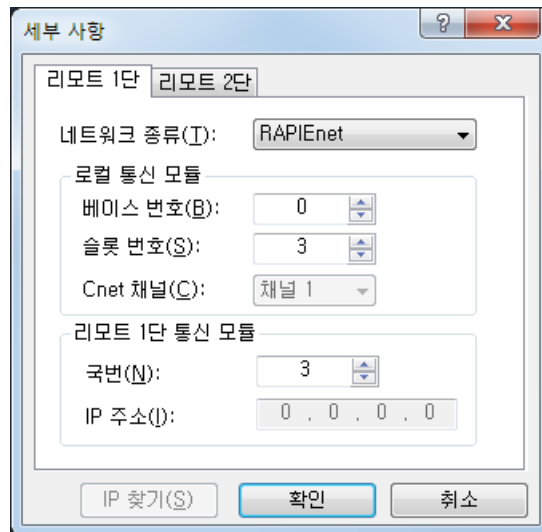 세부 사항
리모트 1단 리모트 2단
네트워크 종류(T): RAPIEnet
로컬 통신 모듈
베이스 번호(B): 0
슬롯 번호(S): 3
Cnet 채널(C): 채널 1
리모트 1단 통신 모듈
국번(N): 3
IP 주소(I): 0 . 0 . 0 . 0
IP 찾기(S) 확인 취소